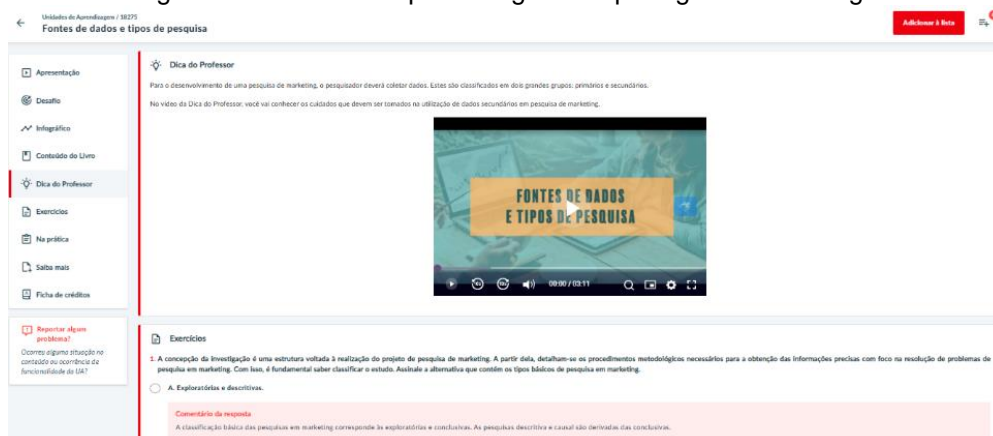 Unidades de Aprendizagem / 18275
Fontes de dados e tipos de pesquisa
Adicionar à lista
Apresentação
Desafio
Infográfico
Conteúdo do Livro
Dica do Professor
Exercícios
Na prática
Saiba mais
Ficha de créditos
Reportar algum
problema?
Ocorreu alguma situação no
conteúdo ou ocorrência de
funcionalidade da UA?
Dica do Professor
Para o desenvolvimento de uma pesquisa de marketing, o pesquisador deverá coletar dados. Estes são classificados em dois grandes grupos: primários e secundários.
No vídeo da Dica do Professor, você vai conhecer os cuidados que devem ser tomados na utilização de dados secundários em pesquisa de marketing.
FONTES DE DADOS
E TIPOS DE PESQUISA
00:00 / 03:11
Exercícios
1. A concepção da investigação é uma estrutura voltada à realização do projeto de pesquisa de marketing. A partir dela, detalham-se os procedimentos metodológicos necessários para a obtenção das informações precisas com foco na resolução de problemas de
pesquisa em marketing. Com isso, é fundamental saber classificar o estudo. Assinale a alternativa que contém os tipos básicos de pesquisa em marketing.
A. Exploratórias e descritivas.
Comentário da resposta
A classificação básica das pesquisas em marketing corresponde às exploratórias e conclusivas. As pesquisas descritiva e causal são derivadas das conclusivas.